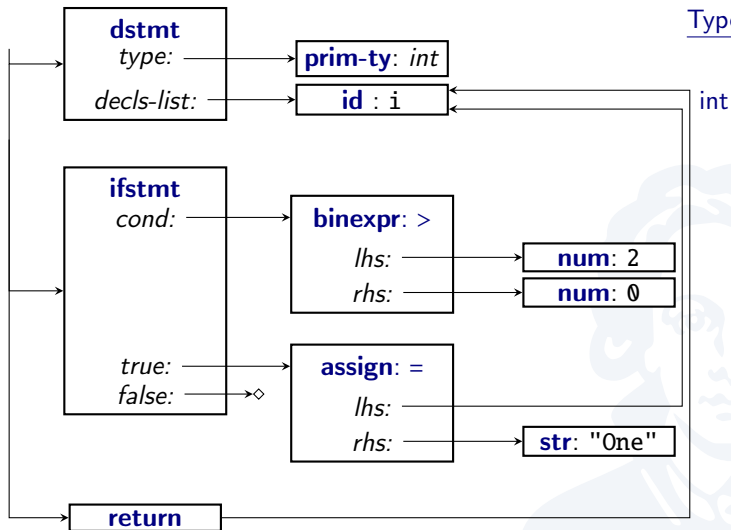 dstmt
Type
type:
prim-ty: int
decls-list:
id : i
int
ifstmt
cond:
binexpr: >
lhs:
num: 2
rhs:
num: 0
true:
assign: =
false:
lhs:
rhs:
str: "One"
return